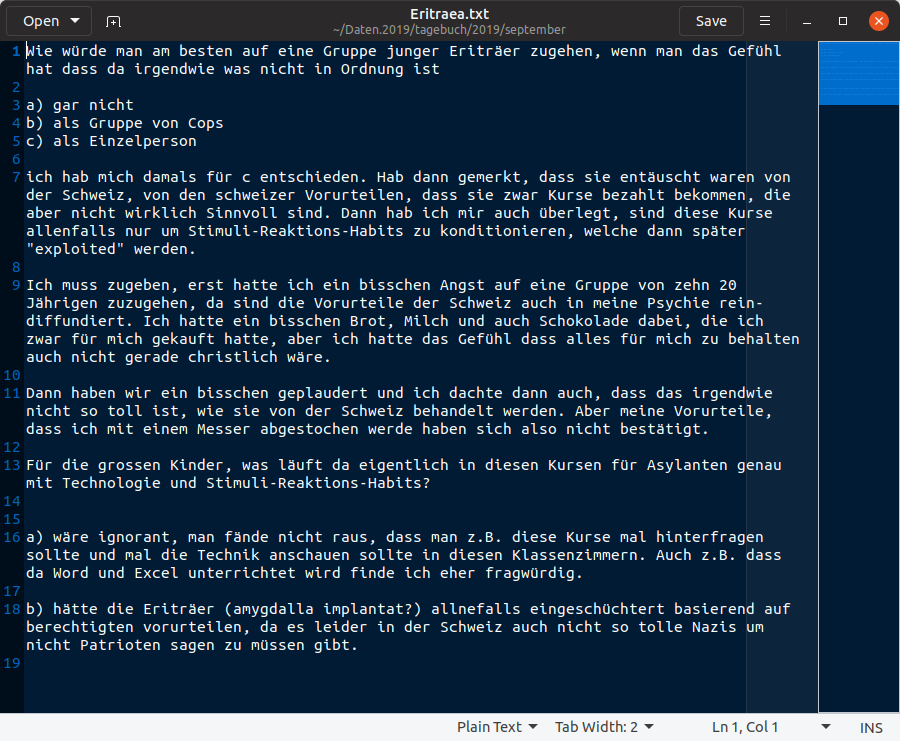 Open
Eritraea.txt
~/Daten.2019/tagebuch/2019/september
Save
1 Wie würde man am besten auf eine Gruppe junger Eriträer zugehen, wenn man das Gefühl
hat dass da irgendwie was nicht in Ordnung ist
2
3 a) gar nicht
4 b) als Gruppe von Cops
5 c) als Einzelperson
6
7 ich hab mich damals für c entschieden. Hab dann gemerkt, dass sie entäuscht waren von
der Schweiz, von den schweizer Vorurteilen, dass sie zwar Kurse bezahlt bekommen, die
aber nicht wirklich Sinnvoll sind. Dann hab ich mir auch überlegt, sind diese Kurse
allenfalls nur um Stimuli-Reaktions-Habits zu konditionieren, welche dann später
"exploited" werden.
8
9 Ich muss zugeben, erst hatte ich ein bisschen Angst auf eine Gruppe von zehn 20
Jährigen zuzugehen, da sind die Vorurteile der Schweiz auch in meine Psychie rein-
diffundiert. Ich hatte ein bisschen Brot, Milch und auch Schokolade dabei, die ich
zwar für mich gekauft hatte, aber ich hatte das Gefühl dass alles für mich zu behalten
auch nicht gerade christlich wäre.
10
11 Dann haben wir ein bisschen geplaudert und ich dachte dann auch, dass das irgendwie
nicht so toll ist, wie sie von der Schweiz behandelt werden. Aber meine Vorurteile,
dass ich mit einem Messer abgestochen werde haben sich also nicht bestätigt.
12
13 Für die grossen Kinder, was läuft da eigentlich in diesen Kursen für Asylanten genau
mit Technologie und Stimuli-Reaktions-Habits?
14
15
16 a) wäre ignorant, man fände nicht raus, dass man z.B. diese Kurse mal hinterfragen
sollte und mal die Technik anschauen sollte in diesen Klassenzimmern. Auch z.B. dass
da Word und Excel unterrichtet wird finde ich eher fragwürdig.
17
18 b) hätte die Eriträer (amygdalla implantat?) allnefalls eingeschüchtert basierend auf
berechtigten vorurteilen, da es leider in der Schweiz auch nicht so tolle Nazis um
nicht Patrioten sagen zu müssen gibt.
19
Plain Text
Tab Width: 2
Ln 1, Col 1
INS